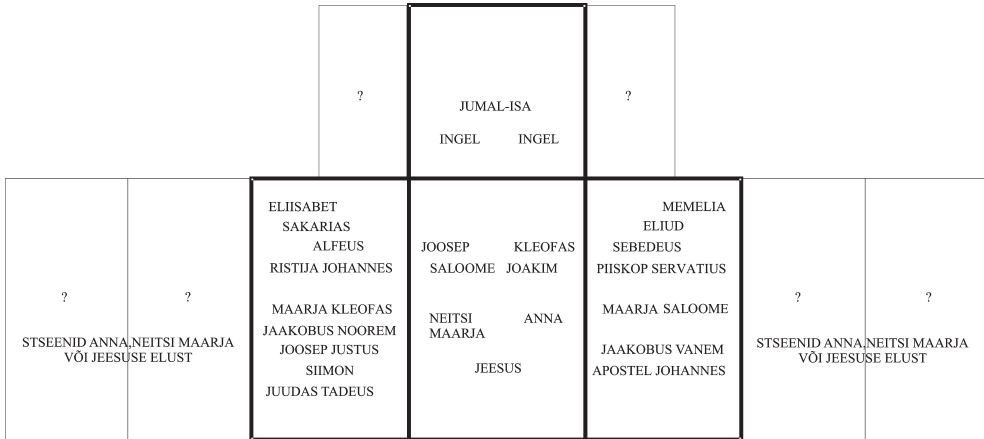 ?
JUMAL-ISA
INGEL INGEL
?
?
?
STSEENID ANNA,NEITSI MAARJA
VÕI JEESUSE ELUST
ELIISABET
SAKARIAS
ALFEUS
RISTIJA JOHANNES
MAARJA KLEOFAS
JAAKOBUS NOOREM
JOOSEP JUSTUS
SIIMON
JUUDAS TADEUS
JOOSEP KLEOFAS
SALOOME JOAKIM
NEITSI ANNA
MAARJA
JEESUS
MEMELIA
ELIUD
SEBEDEUS
PIISKOP SERVATIUS
MAARJA SALOOME
JAAKOBUS VANEM
APOSTEL JOHANNES
?
?
STSEENID ANNA,NEITSI MAARJA
VÕI JEESUSE ELUST